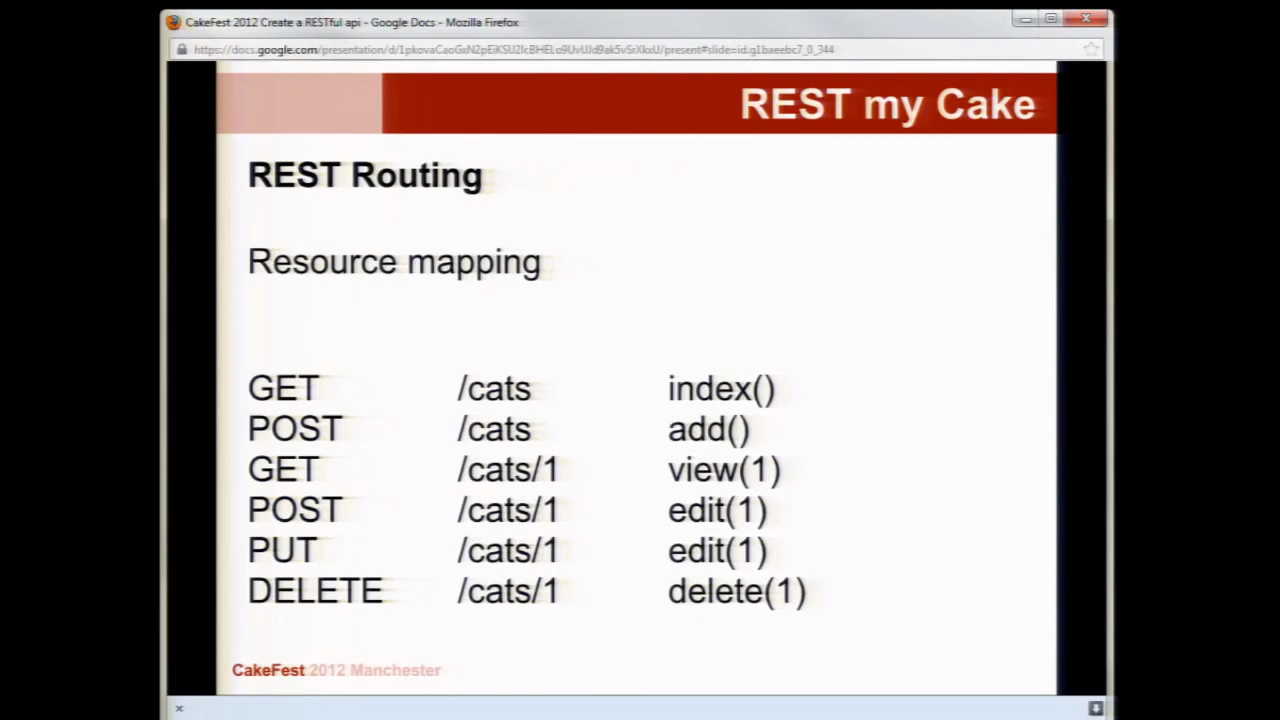 CakeFest 2012 Create a RESTful api - Google Docs - Mozilla Firefox
REST my Cake
REST Routing
Resource mapping
GET /cats index()
POST /cats add()
GET /cats/1 view(1)
POST /cats/1 edit(1)
PUT /cats/1 edit(1)
DELETE /cats/1 delete(1)
CakeFest 2012 Manchester